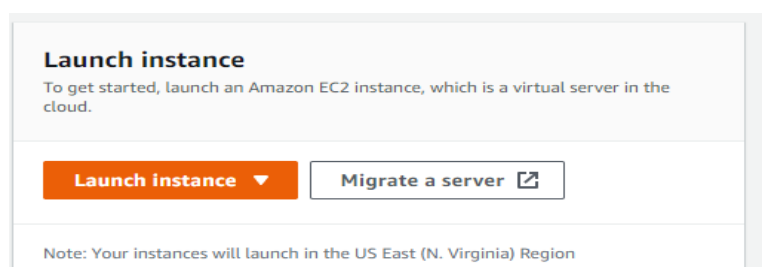 Launch instance
To get started, launch an Amazon EC2 instance, which is a virtual server in the
cloud.
Launch instance
Migrate a server
Note: Your instances will launch in the US East (N. Virginia) Region